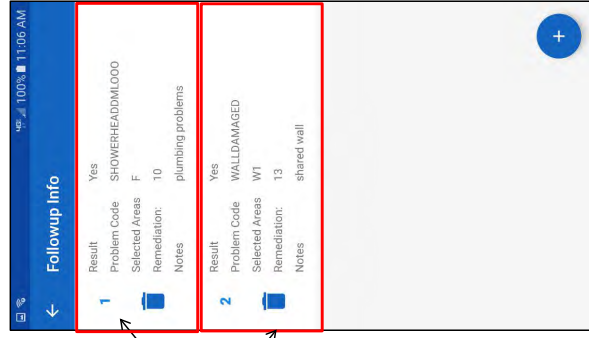 100% 11:06 AM
Followup Info
1
Result Yes
Problem Code SHOWERHEADDMLOOO
Selected Areas F
Remediation: 10
Notes plumbing problems
2
Result Yes
Problem Code WALLDAMAGED
Selected Areas W1
Remediation: 13
Notes shared wall
+